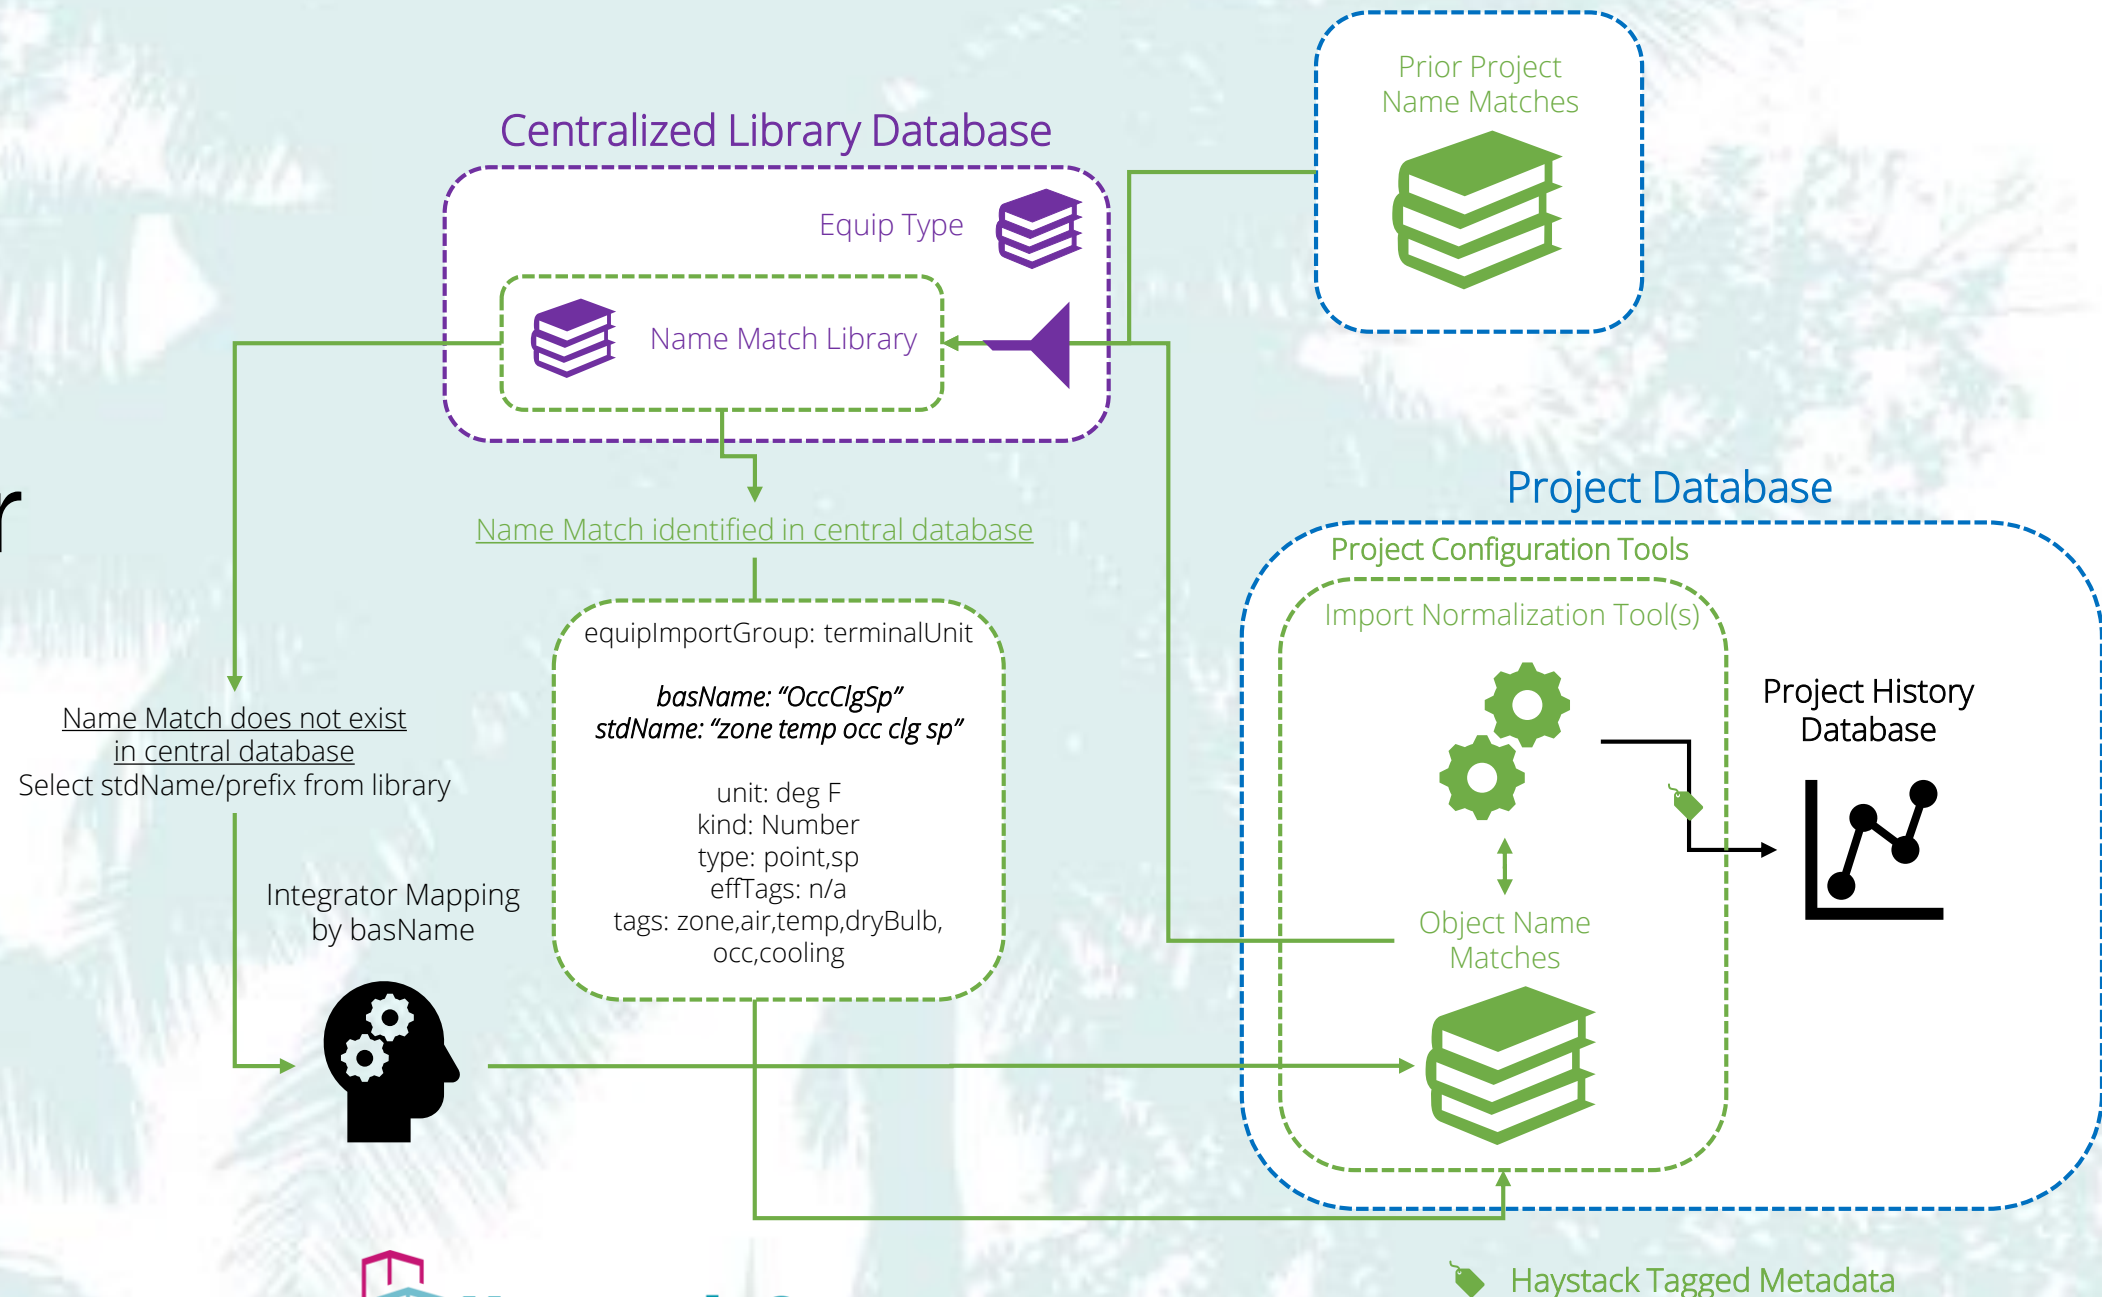 Prior Project
Name Matches
Centralized Library Database
Equip Type
Name Match Library
Name Match identified in central database
equipImportGroup: terminalUnit
basName: “OccClgSp”
stdName: “zone temp occ clg sp”
unit: deg F
kind: Number
type: point,sp
effTags: n/a
tags: zone,air,temp,dryBulb,
occ,cooling
Name Match does not exist
in central database
Select stdName/prefix from library
Integrator Mapping
by basName
Project Database
Project Configuration Tools
Import Normalization Tool(s)
Project History
Database
Object Name
Matches
Haystack Tagged Metadata